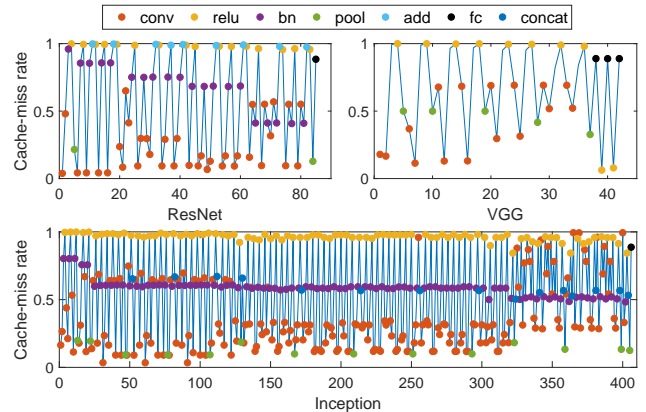 conv relu bn pool add fc concat
Cache-miss rate
1
0.5
0
0 20 40 60 80
ResNet
1
0.5
0
0 10 20 30 40
VGG
Cache-miss rate
1
0.5
0
0 50 100 150 200 250 300 350 400
Inception